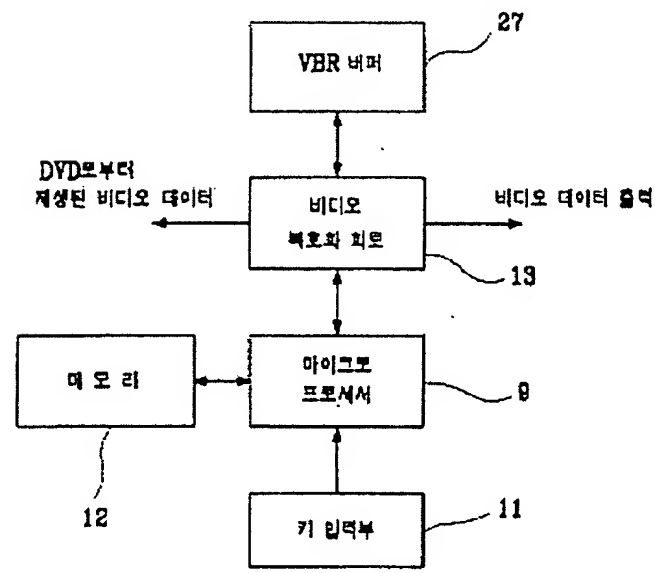 27
VBR 버퍼
DVD로부터
재생된 비디오 데이터
비디오
복호화 회로
비디오 데이터 출력
13
마이크로
프로세서
9
메모리
12
키 입력부
11